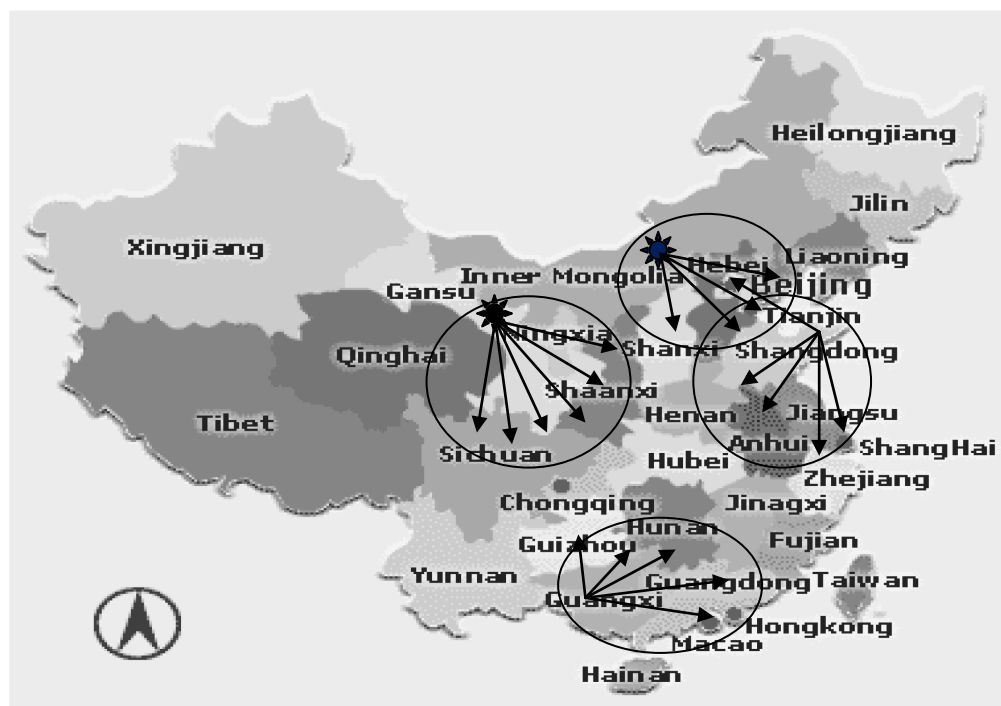 Heilongjiang
Jilin
Xingjiang
Liaoning
Hebei
Inner Mongolia
Beijing
Gansu
Tianjin
Ningxia
Shanxi
Shangdong
Qinghai
Shaanxi
Henan
Jiangsu
Tibet
Anhui
ShangHai
Sichuan
Hubei
Zhejiang
Chongqing
Jinagxi
Hunan
Guizhou
Fujian
Yunnan
Guangdong
Taiwan
Guangxi
Hongkong
Macao
Hainan